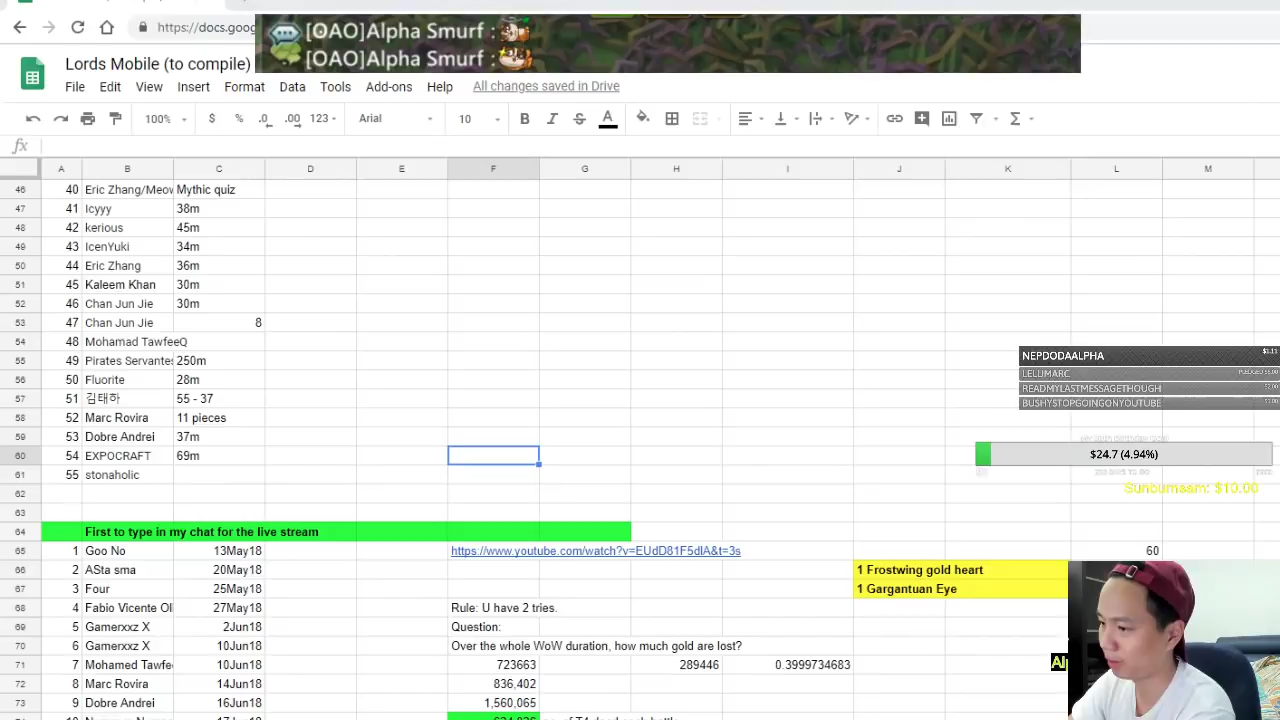 https://docs.goog
[OAO]Alpha Smurf :
[OAO]Alpha Smurf :
Lords Mobile (to compile)
File Edit View Insert Format Data Tools Add-ons Help All changes saved in Drive
100% $ % .0 .00 123 Arial 10 B I S A
fx
A B C D E F G H I J K L M
46 40 Eric Zhang/Meow Mythic quiz
47 41 Icyyy 38m
48 42 kerious 45m
49 43 IcenYuki 34m
50 44 Eric Zhang 36m
51 45 Kaleem Khan 30m
52 46 Chan Jun Jie 30m
53 47 Chan Jun Jie 8
54 48 Mohamad TawfeeQ
55 49 Pirates Servantes 250m
56 50 Fluorite 28m
57 51 김태하 55 - 37
58 52 Marc Rovira 11 pieces
59 53 Dobre Andrei 37m
60 54 EXPOCRAFT 69m
61 55 stonaholic
62
63
64 First to type in my chat for the live stream
65 1 Goo No 13May18 https://www.youtube.com/watch?v=EUdD81F5dIA&t=3s 60
66 2 ASta sma 20May18 1 Frostwing gold heart
67 3 Four 25May18 1 Gargantuan Eye
68 4 Fabio Vicente Oli 27May18 Rule: U have 2 tries.
69 5 Gamerxxz X 2Jun18 Question:
70 6 Gamerxxz X 10Jun18 Over the whole WoW duration, how much gold are lost?
71 7 Mohamed Tawfe 10Jun18 723663 289446 0.3999734683
72 8 Marc Rovira 14Jun18 836,402
73 9 Dobre Andrei 16Jun18 1,560,065
NEPDODAALPHA
LELIJMARC
READMYLASTMESSAGETHOUGH
BUSHYSTOPGOINGONYOUTUBE
$24.7 (4.94%)
Sunburnsam: $10.00